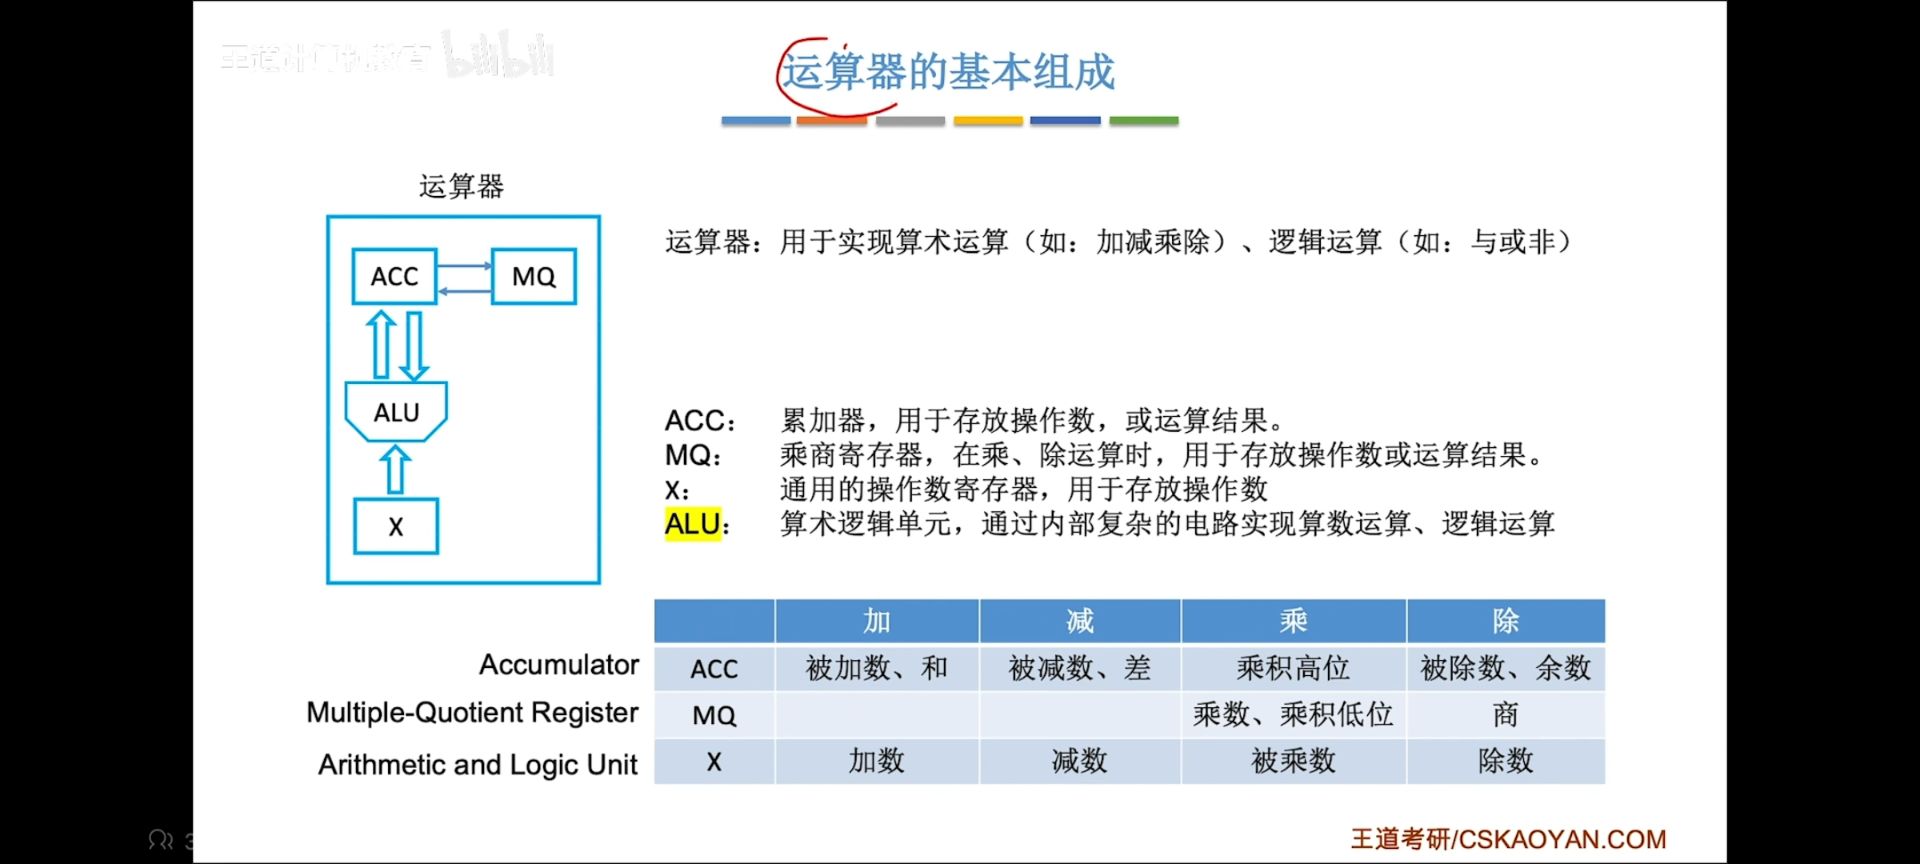 王道计算机教育 bilibili
运算器的基本组成
运算器
ACC
MQ
ALU
X
运算器：用于实现算术运算（如：加减乘除）、逻辑运算（如：与或非）
ACC： 累加器，用于存放操作数，或运算结果。
MQ： 乘商寄存器，在乘、除运算时，用于存放操作数或运算结果。
X： 通用的操作数寄存器，用于存放操作数
ALU： 算术逻辑单元，通过内部复杂的电路实现算数运算、逻辑运算
加 减 乘 除
Accumulator ACC 被加数、和 被减数、差 乘积高位 被除数、余数
Multiple-Quotient Register MQ 乘数、乘积低位 商
Arithmetic and Logic Unit X 加数 减数 被乘数 除数
王道考研/CSKAOYAN.COM